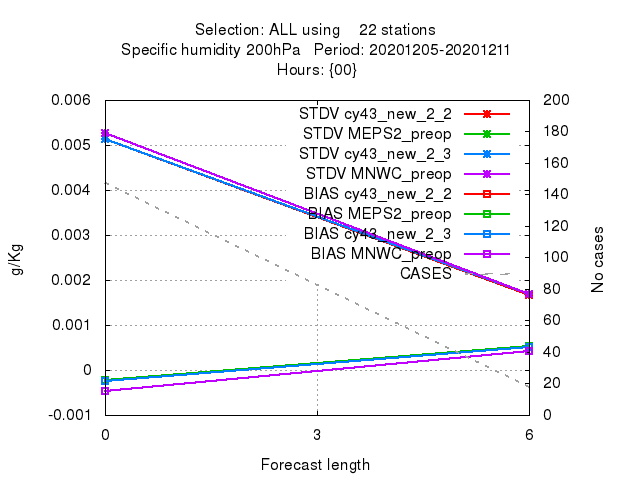 Selection: ALL using 22 stations
Specific humidity 200hPa Period: 20201205-20201211
Hours: {00}
0.006
0.005
0.004
0.003
0.002
0.001
0
-0.001
g/Kg
STDV cy43_new_2_2
STDV MEPS2_preop
STDV cy43_new_2_3
STDV MNWC_preop
BIAS cy43_new_2_2
BIAS MEPS2_preop
BIAS cy43_new_2_3
BIAS MNWC_preop
CASES
200
180
160
140
120
100
80
60
40
20
0
No cases
0 3 6
Forecast length